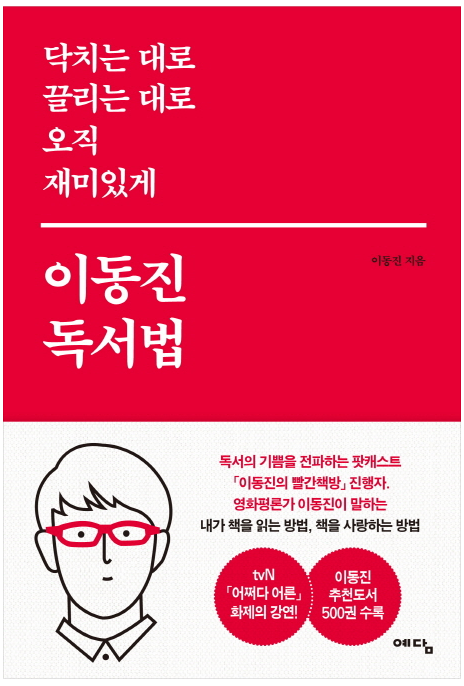 닥치는 대로
끌리는 대로
오직
재미있게
이동진 지음
이동진
독서법
독서의 기쁨을 전파하는 팟캐스트
「이동진의 빨간책방」 진행자.
영화평론가 이동진이 말하는
내가 책을 읽는 방법, 책을 사랑하는 방법
tvN
「어쩌다 어른」
화제의 강연!
이동진
추천도서
500권 수록
예담